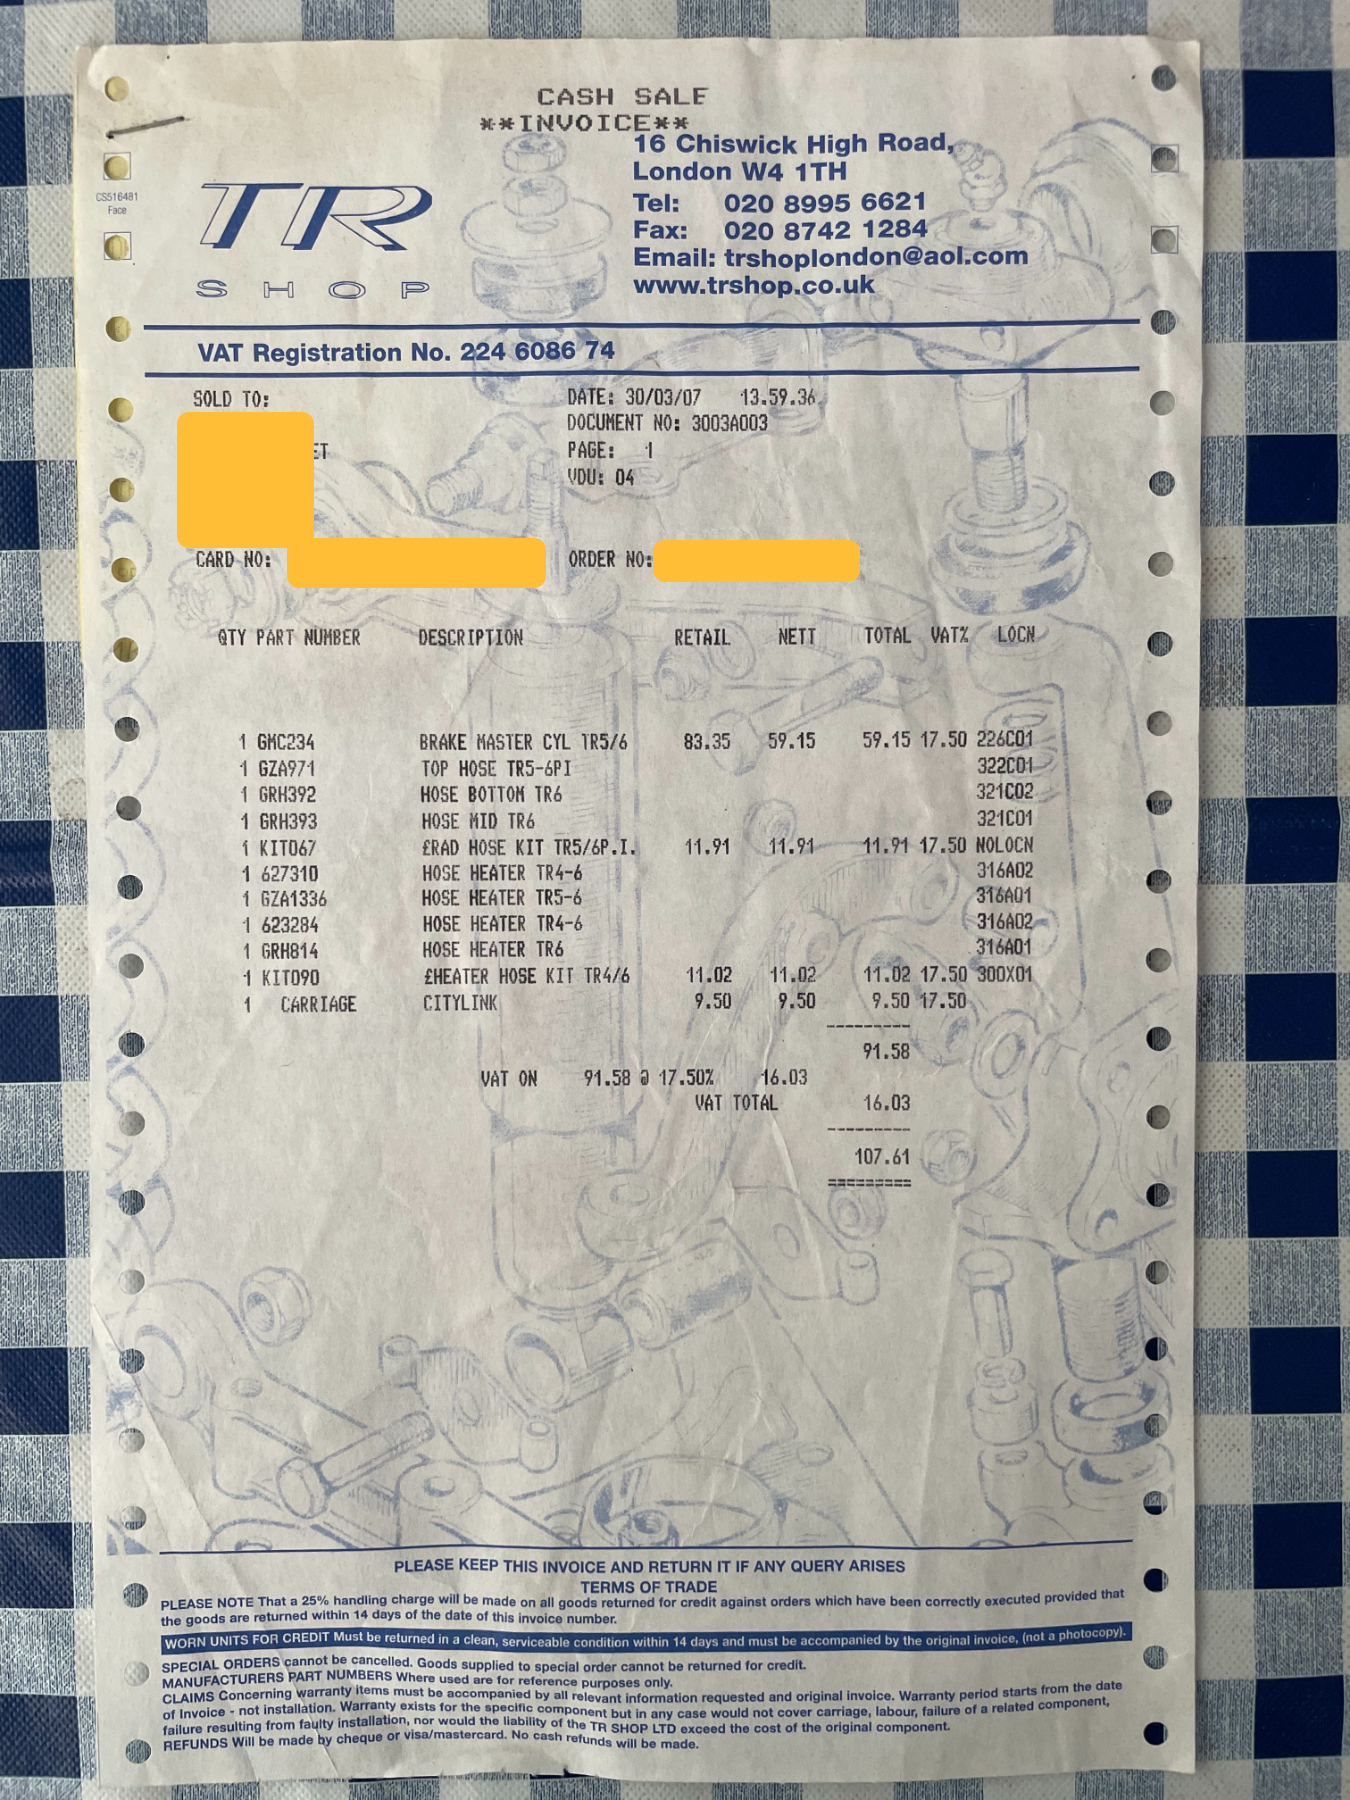 CASH SALE
**INVOICE**
16 Chiswick High Road,
London W4 1TH
Tel: 020 8995 6621
Fax: 020 8742 1284
Email: trshoplondon@aol.com
www.trshop.co.uk
CS516481
Face
TR
SHOP
VAT Registration No. 224 6086 74
SOLD TO:
DATE: 30/03/07 13.59.36
DOCUMENT NO: 3003A003
ET
PAGE: 1
VDU: 04
CARD NO: ORDER NO:
QTY PART NUMBER DESCRIPTION RETAIL NETT TOTAL VAT% LOCN
1 GMC234 BRAKE MASTER CYL TR5/6 83.35 59.15 59.15 17.50 226C01
1 GZA971 TOP HOSE TR5-6PI 322C01
1 GRH392 HOSE BOTTOM TR6 321C02
1 GRH393 HOSE MID TR6 321C01
1 KIT067 £RAD HOSE KIT TR5/6P.I. 11.91 11.91 11.91 17.50 NOLOCN
1 627310 HOSE HEATER TR4-6 316A02
1 GZA1336 HOSE HEATER TR5-6 316A01
1 623284 HOSE HEATER TR4-6 316A02
1 GRH814 HOSE HEATER TR6 316A01
1 KIT090 £HEATER HOSE KIT TR4/6 11.02 11.02 11.02 17.50 300X01
1 CARRIAGE CITYLINK 9.50 9.50 9.50 17.50
---------
91.58
VAT ON 91.58 @ 17.50% 16.03
VAT TOTAL 16.03
---------
107.61
=========
PLEASE KEEP THIS INVOICE AND RETURN IT IF ANY QUERY ARISES
TERMS OF TRADE
PLEASE NOTE That a 25% handling charge will be made on all goods returned for credit against orders which have been correctly executed provided that
the goods are returned within 14 days of the date of this invoice number.
WORN UNITS FOR CREDIT Must be returned in a clean, serviceable condition within 14 days and must be accompanied by the original invoice, (not a photocopy).
SPECIAL ORDERS cannot be cancelled. Goods supplied to special order cannot be returned for credit.
MANUFACTURERS PART NUMBERS Where used are for reference purposes only.
CLAIMS Concerning warranty items must be accompanied by all relevant information requested and original invoice. Warranty period starts from the date
of Invoice - not installation. Warranty exists for the specific component but in any case would not cover carriage, labour, failure of a related component,
failure resulting from faulty installation, nor would the liability of the TR SHOP LTD exceed the cost of the original component.
REFUNDS Will be made by cheque or visa/mastercard. No cash refunds will be made.